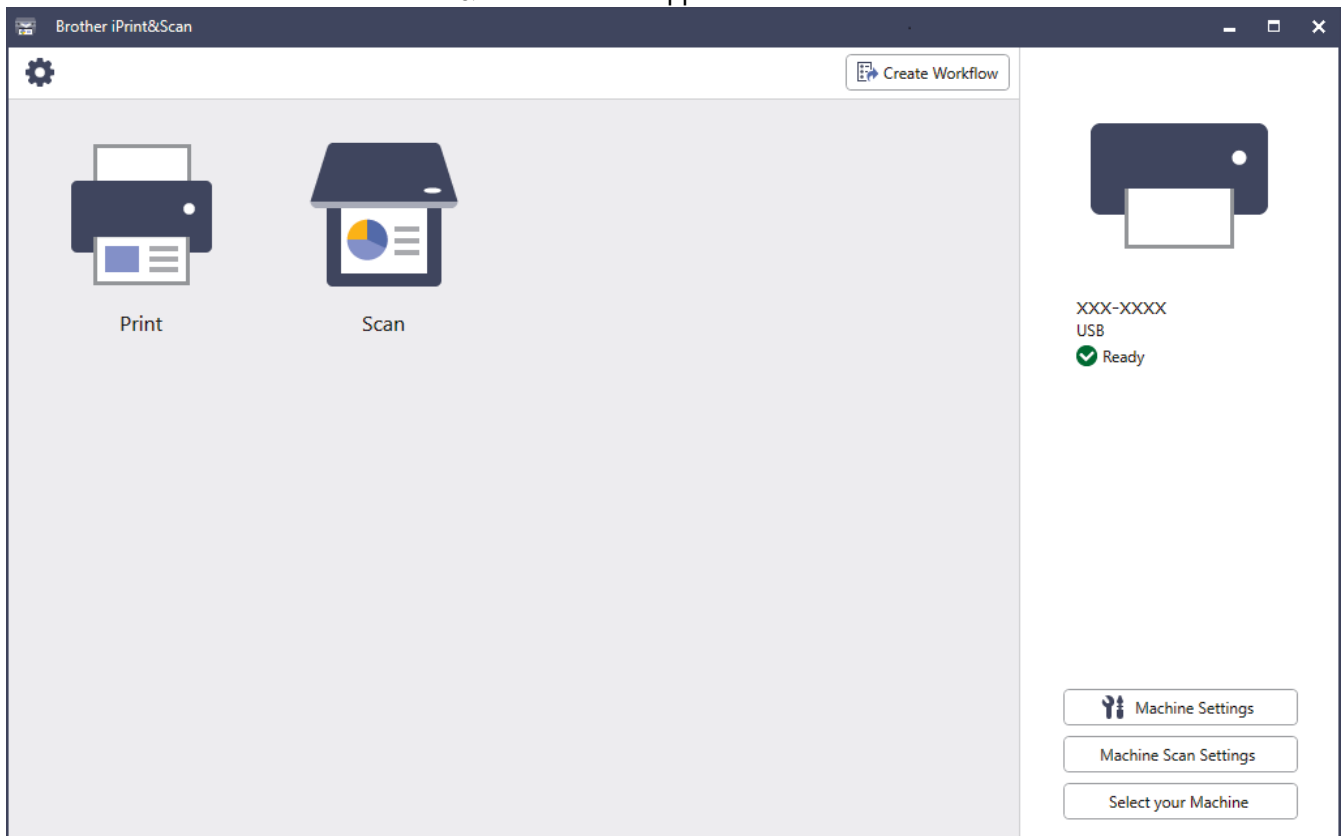 Brother iPrint&Scan
Create Workflow
Print
Scan
XXX-XXXX
USB
Ready
Machine Settings
Machine Scan Settings
Select your Machine